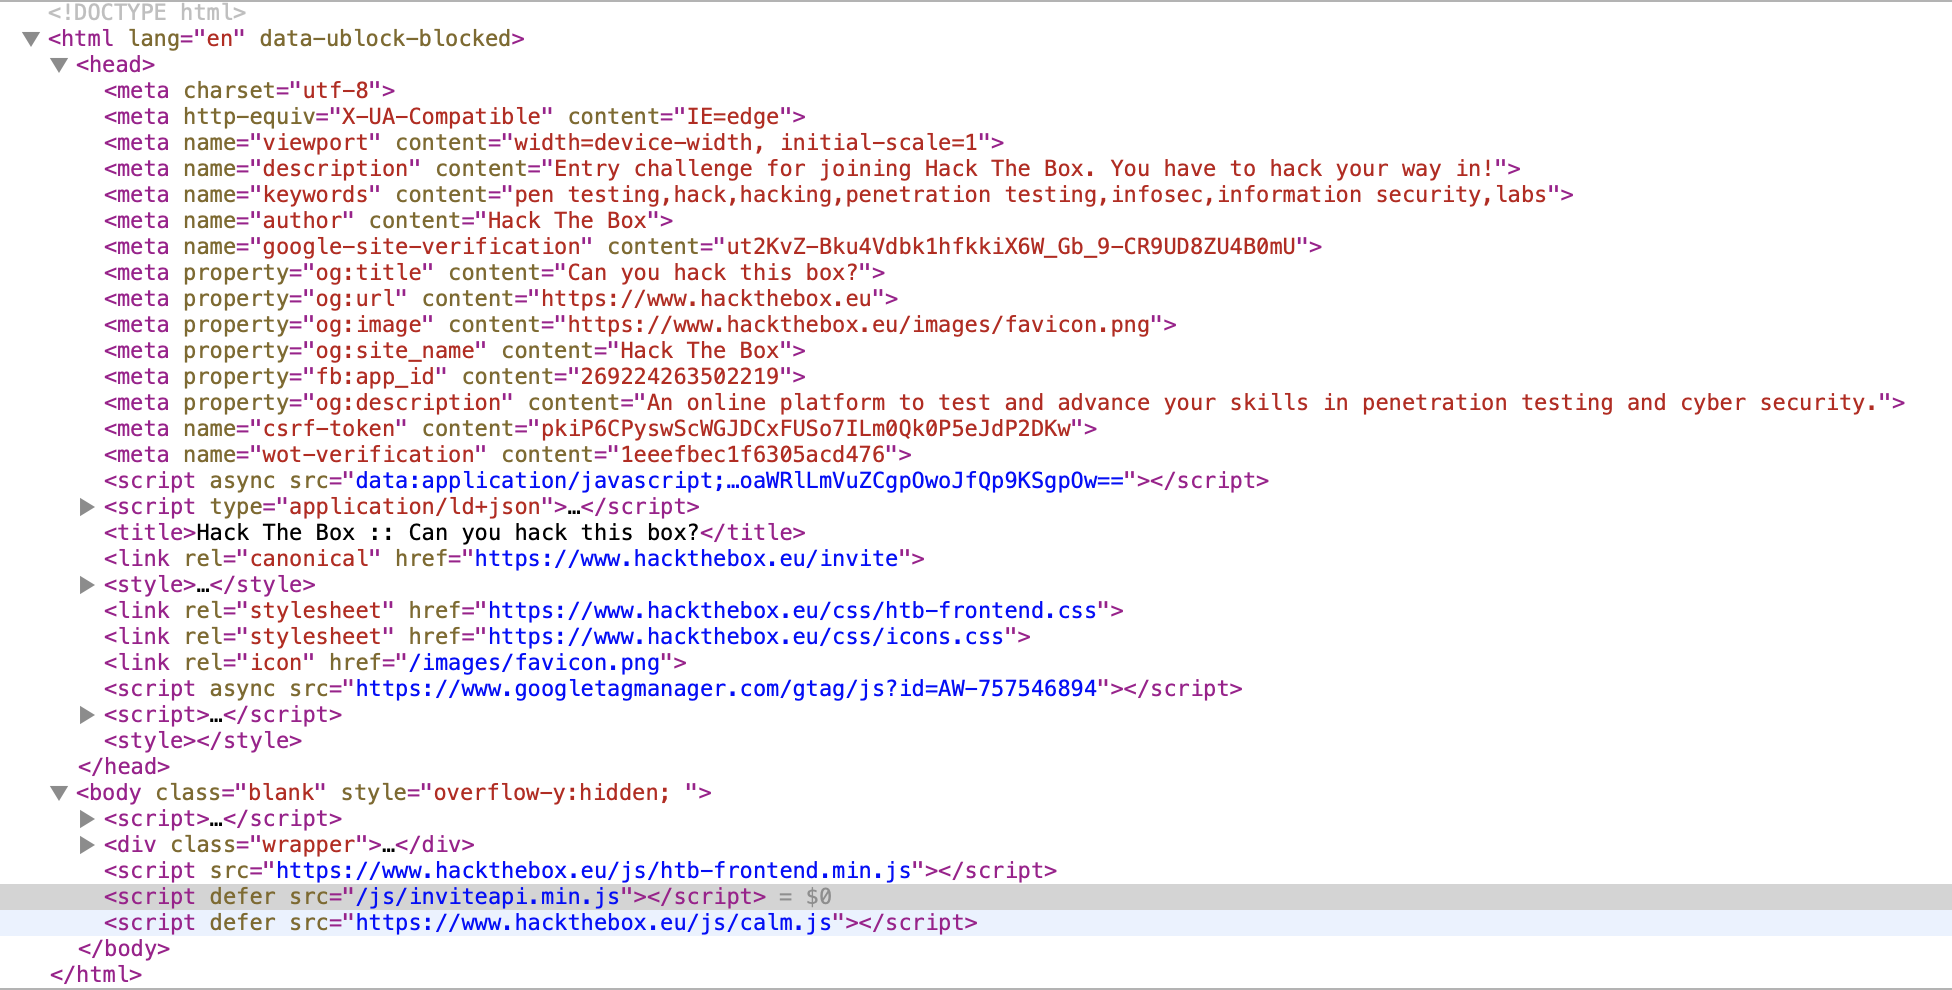 <!DOCTYPE html>
<html lang="en" data-ublock-blocked>
<head>
<meta charset="utf-8">
<meta http-equiv="X-UA-Compatible" content="IE=edge">
<meta name="viewport" content="width=device-width, initial-scale=1">
<meta name="description" content="Entry challenge for joining Hack The Box. You have to hack your way in!">
<meta name="keywords" content="pen testing,hack,hacking,penetration testing,infosec,information security,labs">
<meta name="author" content="Hack The Box">
<meta name="google-site-verification" content="ut2KvZ-Bku4Vdbk1hfkkiX6W_Gb_9-CR9UD8ZU4B0mU">
<meta property="og:title" content="Can you hack this box?">
<meta property="og:url" content="https://www.hackthebox.eu">
<meta property="og:image" content="https://www.hackthebox.eu/images/favicon.png">
<meta property="og:site_name" content="Hack The Box">
<meta property="fb:app_id" content="269224263502219">
<meta property="og:description" content="An online platform to test and advance your skills in penetration testing and cyber security.">
<meta name="csrf-token" content="pkiP6CPyswScWGJDCxFUSo7ILm0Qk0P5eJdP2DKw">
<meta name="wot-verification" content="1eeefbec1f6305acd476">
<script async src="data:application/javascript;…oaWRlLmVuZCgpOwoJfQp9KSgpOw=="></script>
<script type="application/ld+json">…</script>
<title>Hack The Box :: Can you hack this box?</title>
<link rel="canonical" href="https://www.hackthebox.eu/invite">
<style>…</style>
<link rel="stylesheet" href="https://www.hackthebox.eu/css/htb-frontend.css">
<link rel="stylesheet" href="https://www.hackthebox.eu/css/icons.css">
<link rel="icon" href="/images/favicon.png">
<script async src="https://www.googletagmanager.com/gtag/js?id=AW-757546894"></script>
<script>…</script>
<style></style>
</head>
<body class="blank" style="overflow-y:hidden; ">
<script>…</script>
<div class="wrapper">…</div>
<script src="https://www.hackthebox.eu/js/htb-frontend.min.js"></script>
<script defer src="/js/inviteapi.min.js"></script> = $0
<script defer src="https://www.hackthebox.eu/js/calm.js"></script>
</body>
</html>